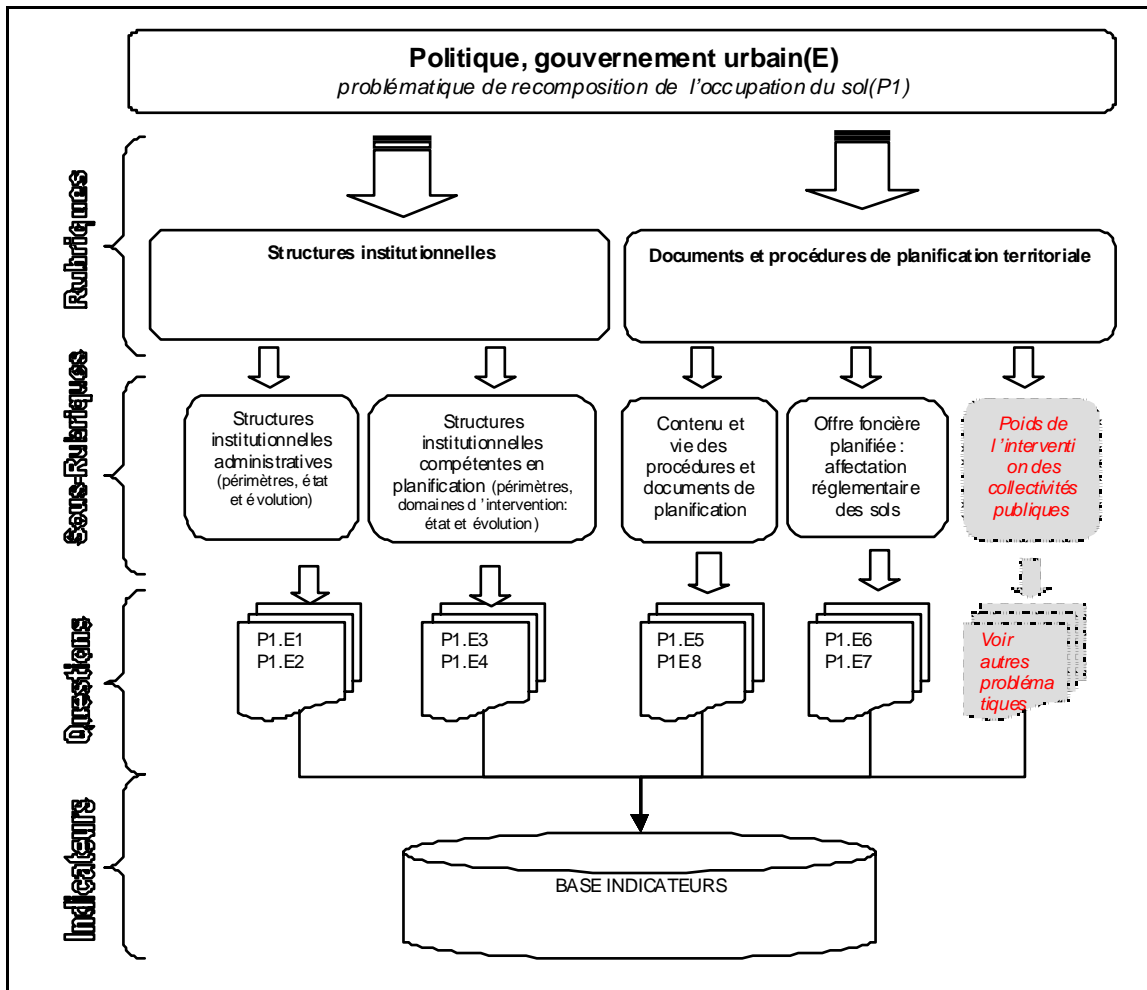 Politique, gouvernement urbain(E)
problématique de recomposition de l'occupation du sol(P1)
Rubriques
Structures institutionnelles
Documents et procédures de planification territoriale
Sous-Rubriques
Structures
institutionnelles
administratives
(périmètres, état
et évolution)
Structures
institutionnelles
compétentes en
planification (périmètres,
domaines d'intervention:
état et évolution)
Contenu et
vie des
procédures et
documents de
planification
Offre foncière
planifiée :
affectation
réglementaire
des sols
Poids de
l'interventi
on des
collectivités
publiques
Questions
P1.E1
P1.E2
P1.E3
P1.E4
P1.E5
P1E8
P1.E6
P1.E7
Voir
autres
probléma
tiques
Indicateurs
BASE INDICATEURS